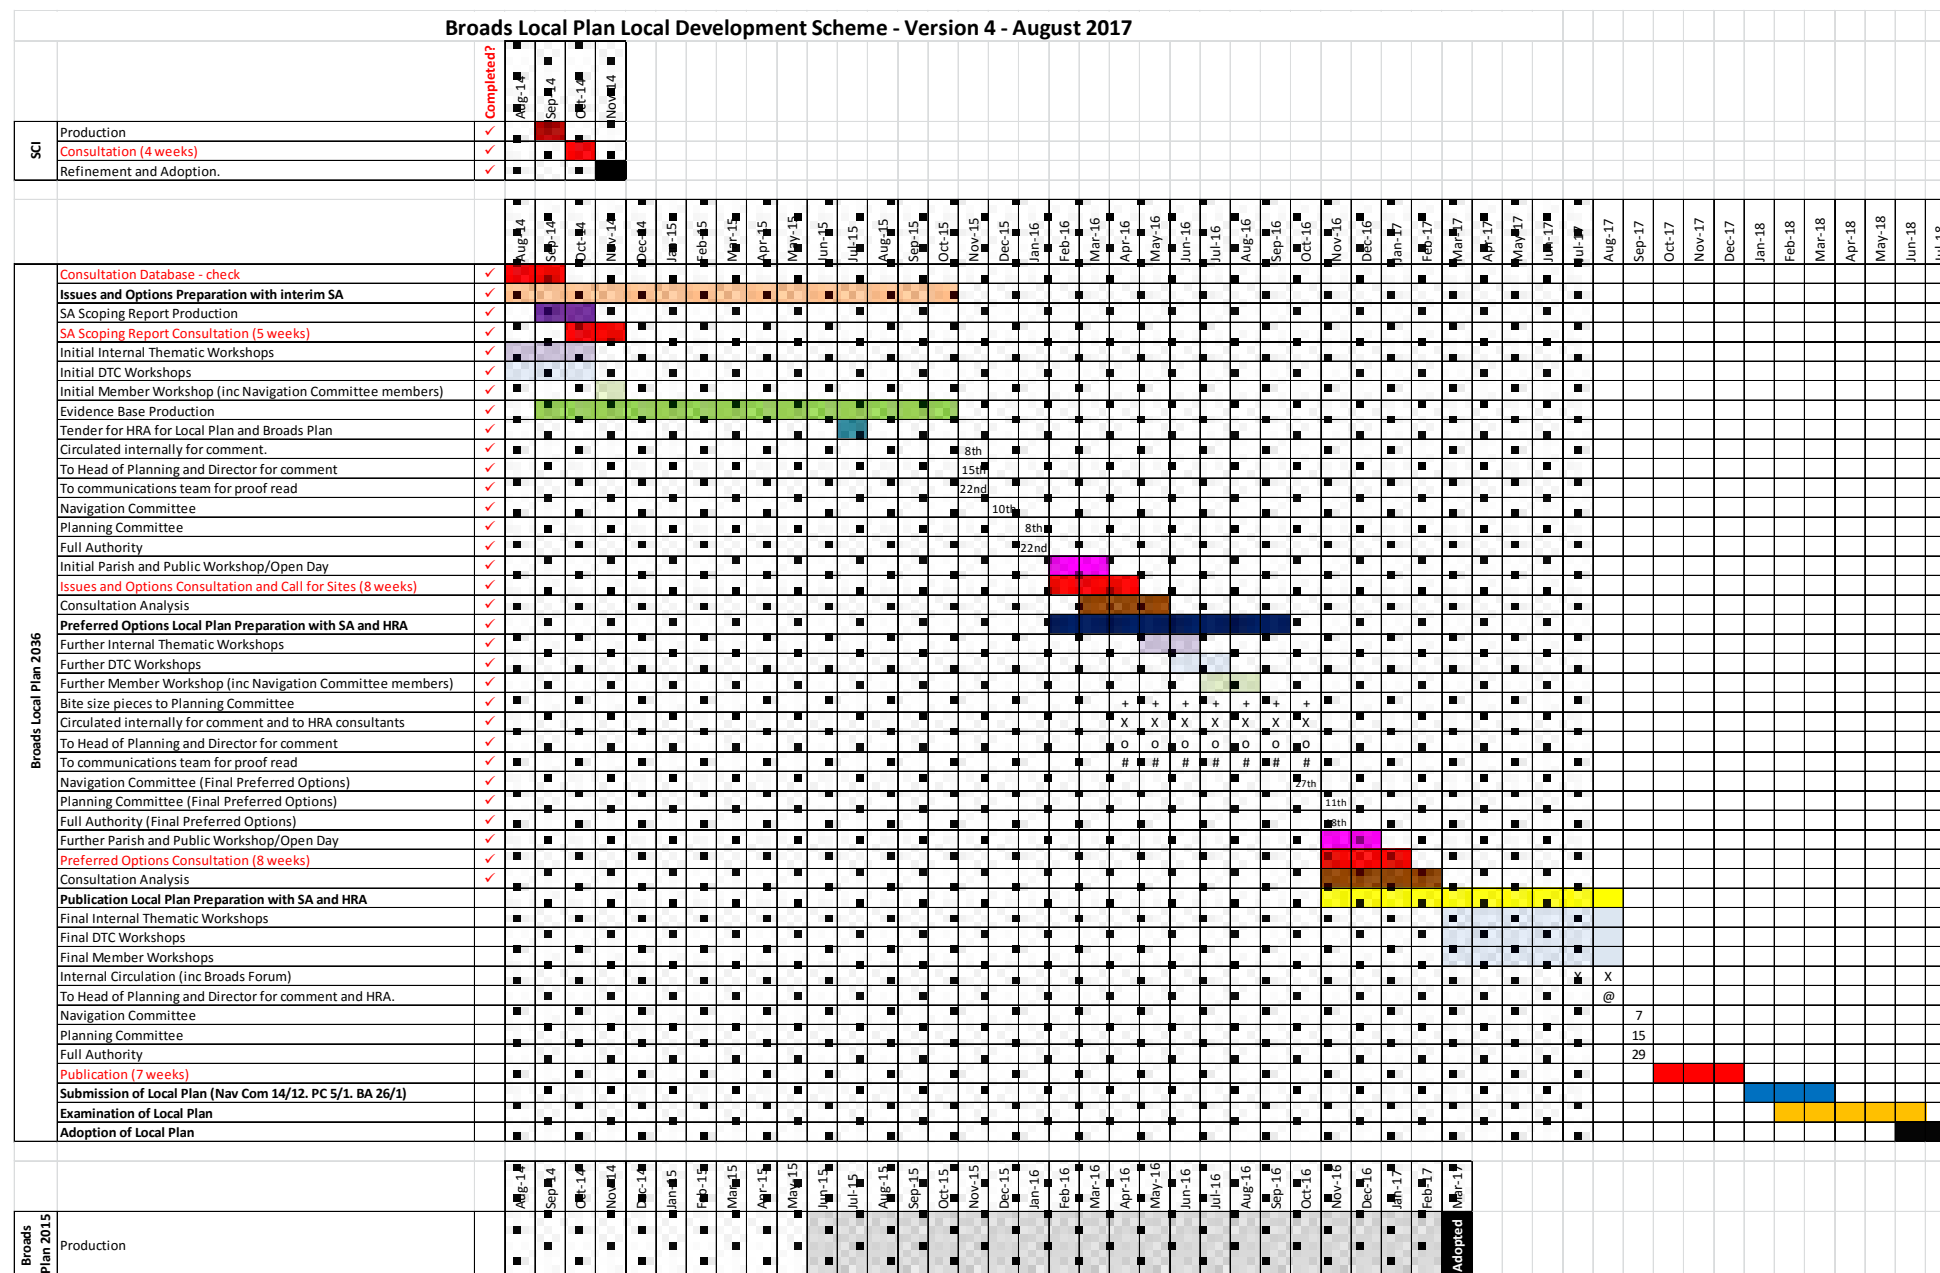 Broads Local Plan Local Development Scheme - Version 4 - August 2017
Completed? Aug-14 Sep-14 Oct-14 Nov-14
SCI
Production ✓
Consultation (4 weeks) ✓
Refinement and Adoption. ✓
Aug-14 Sep-14 Oct-14 Nov-14 Dec-14 Jan-15 Feb-15 Mar-15 Apr-15 May-15 Jun-15 Jul-15 Aug-15 Sep-15 Oct-15 Nov-15 Dec-15 Jan-16 Feb-16 Mar-16 Apr-16 May-16 Jun-16 Jul-16 Aug-16 Sep-16 Oct-16 Nov-16 Dec-16 Jan-17 Feb-17 Mar-17 Apr-17 May-17 Jun-17 Jul-17 Aug-17 Sep-17 Oct-17 Nov-17 Dec-17 Jan-18 Feb-18 Mar-18 Apr-18 May-18 Jun-18
Broads Local Plan 2036
Consultation Database - check ✓
Issues and Options Preparation with interim SA ✓
SA Scoping Report Production ✓
SA Scoping Report Consultation (5 weeks) ✓
Initial Internal Thematic Workshops ✓
Initial DTC Workshops ✓
Initial Member Workshop (inc Navigation Committee members) ✓
Evidence Base Production ✓
Tender for HRA for Local Plan and Broads Plan ✓
Circulated internally for comment. ✓ 8th
To Head of Planning and Director for comment ✓ 15th
To communications team for proof read ✓ 22nd
Navigation Committee ✓ 10th
Planning Committee ✓ 8th
Full Authority ✓ 22nd
Initial Parish and Public Workshop/Open Day ✓
Issues and Options Consultation and Call for Sites (8 weeks) ✓
Consultation Analysis ✓
Preferred Options Local Plan Preparation with SA and HRA ✓
Further Internal Thematic Workshops ✓
Further DTC Workshops ✓
Further Member Workshop (inc Navigation Committee members) ✓
Bite size pieces to Planning Committee ✓ + + + + + + +
Circulated internally for comment and to HRA consultants ✓ X X X X X X X
To Head of Planning and Director for comment ✓ o o o o o o o
To communications team for proof read ✓ # # # # # # #
Navigation Committee (Final Preferred Options) ✓ 27th
Planning Committee (Final Preferred Options) ✓ 11th
Full Authority (Final Preferred Options) ✓
Further Parish and Public Workshop/Open Day ✓
Preferred Options Consultation (8 weeks) ✓
Consultation Analysis ✓
Publication Local Plan Preparation with SA and HRA
Final Internal Thematic Workshops
Final DTC Workshops
Final Member Workshops
Internal Circulation (inc Broads Forum) X X
To Head of Planning and Director for comment and HRA. @
Navigation Committee 7
Planning Committee 15
Full Authority 29
Publication (7 weeks)
Submission of Local Plan (Nav Com 14/12. PC 5/1. BA 26/1)
Examination of Local Plan
Adoption of Local Plan
Aug-14 Sep-14 Oct-14 Nov-14 Dec-14 Jan-15 Feb-15 Mar-15 Apr-15 May-15 Jun-15 Jul-15 Aug-15 Sep-15 Oct-15 Nov-15 Dec-15 Jan-16 Feb-16 Mar-16 Apr-16 May-16 Jun-16 Jul-16 Aug-16 Sep-16 Oct-16 Nov-16 Dec-16 Jan-17 Feb-17 Mar-17
Broads
Plan 2015
Production Adopted